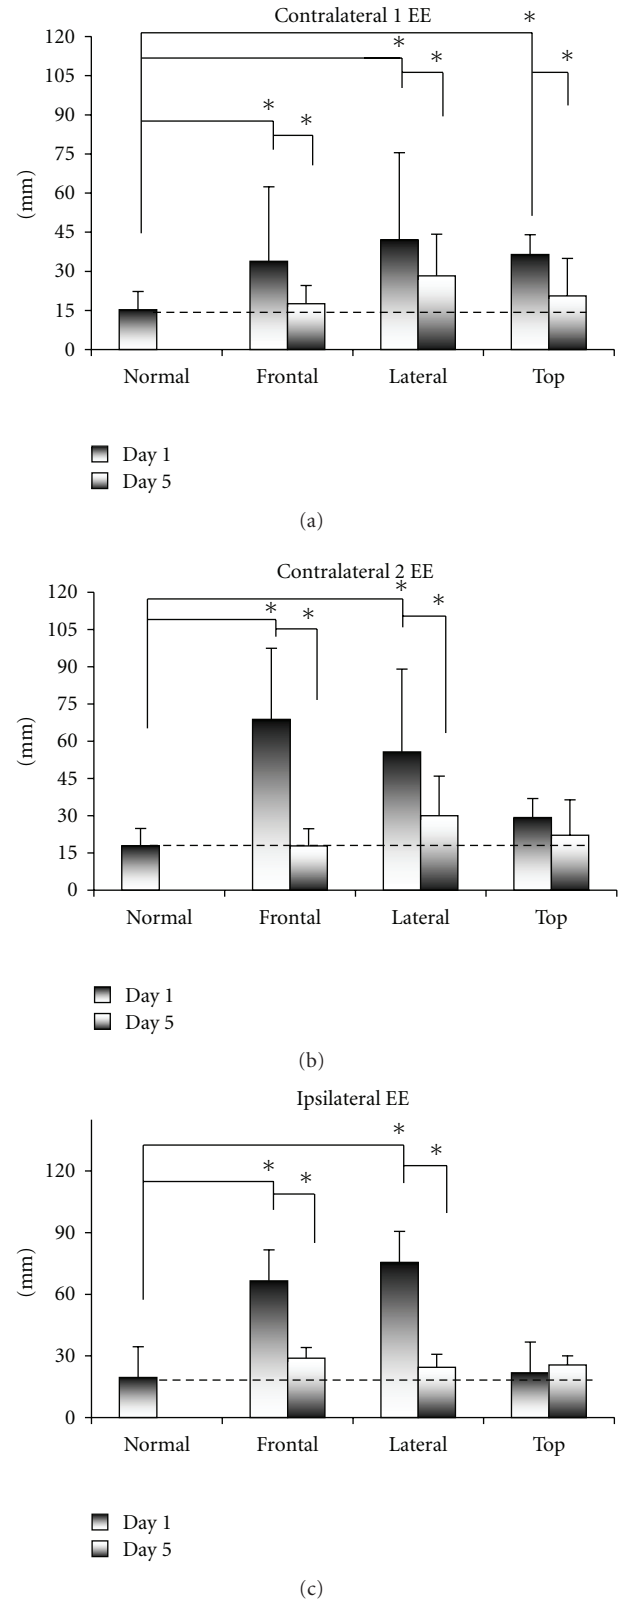 Contralateral 1 EE
120
105
90
75
60
45
30
15
0
(mm)
* * * * * *
Normal Frontal Lateral Top
Day 1
Day 5
(a)
Contralateral 2 EE
120
105
90
75
60
45
30
15
0
(mm)
* * * *
Normal Frontal Lateral Top
Day 1
Day 5
(b)
Ipsilateral EE
120
90
60
30
0
(mm)
* * * *
Normal Frontal Lateral Top
Day 1
Day 5
(c)